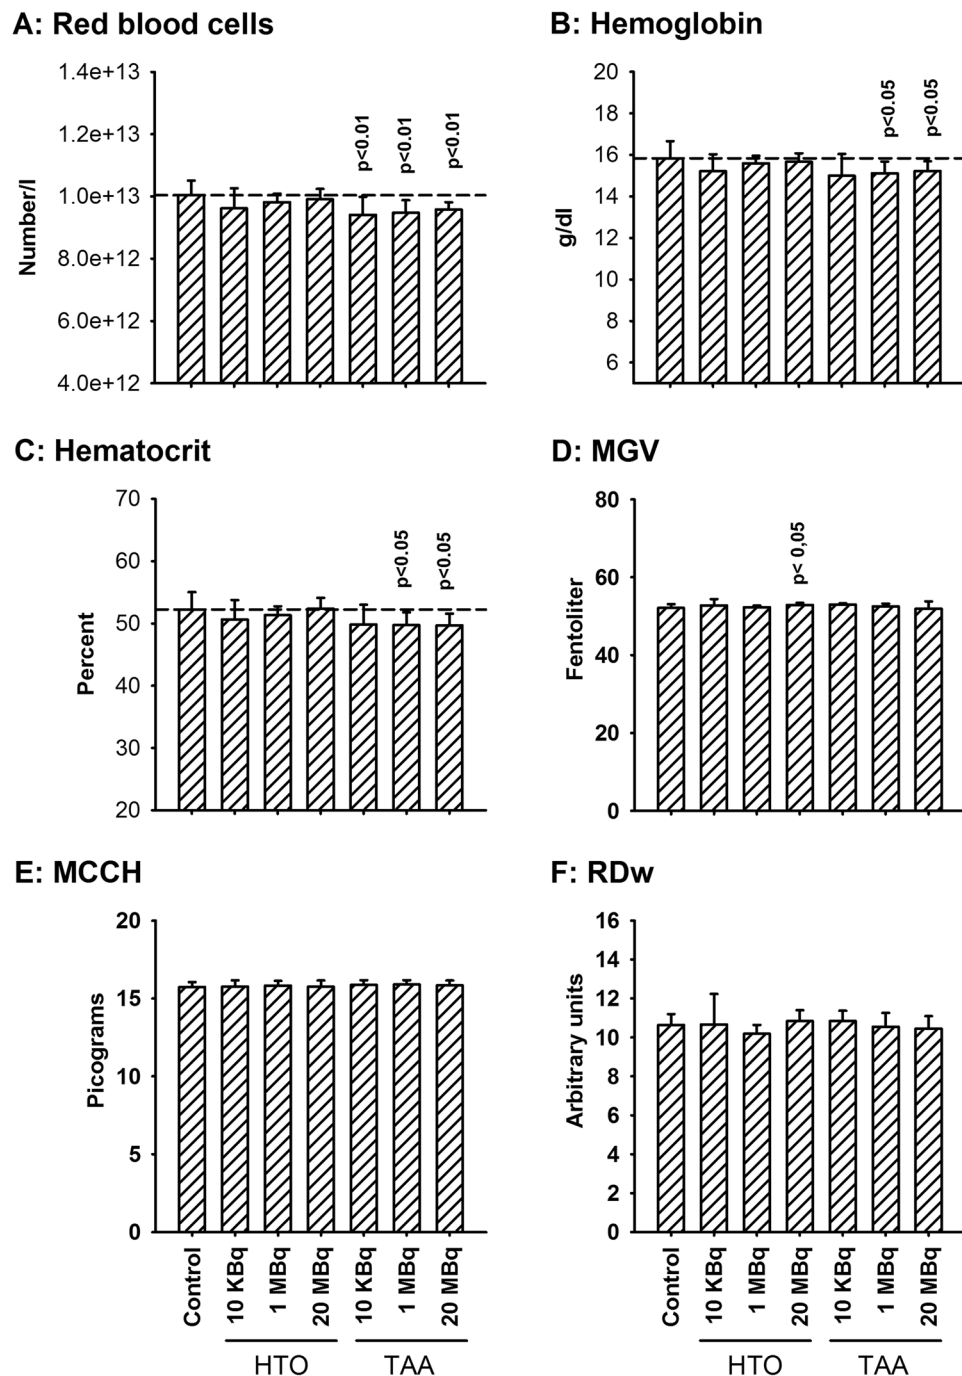 A: Red blood cells
1.4e+13
1.2e+13
1.0e+13
8.0e+12
6.0e+12
4.0e+12
Number/l
p<0.01
p<0.01
p<0.01
B: Hemoglobin
20
18
16
14
12
10
8
6
g/dl
p<0.05
p<0.05
C: Hematocrit
70
60
50
40
30
20
Percent
p<0.05
p<0.05
D: MGV
80
60
40
20
0
Fentoliter
p< 0,05
E: MCCH
20
15
10
5
0
Picograms
Control
10 KBq
1 MBq
20 MBq
10 KBq
1 MBq
20 MBq
HTO
TAA
F: RDw
16
14
12
10
8
6
4
2
0
Arbitrary units
Control
10 KBq
1 MBq
20 MBq
10 KBq
1 MBq
20 MBq
HTO
TAA